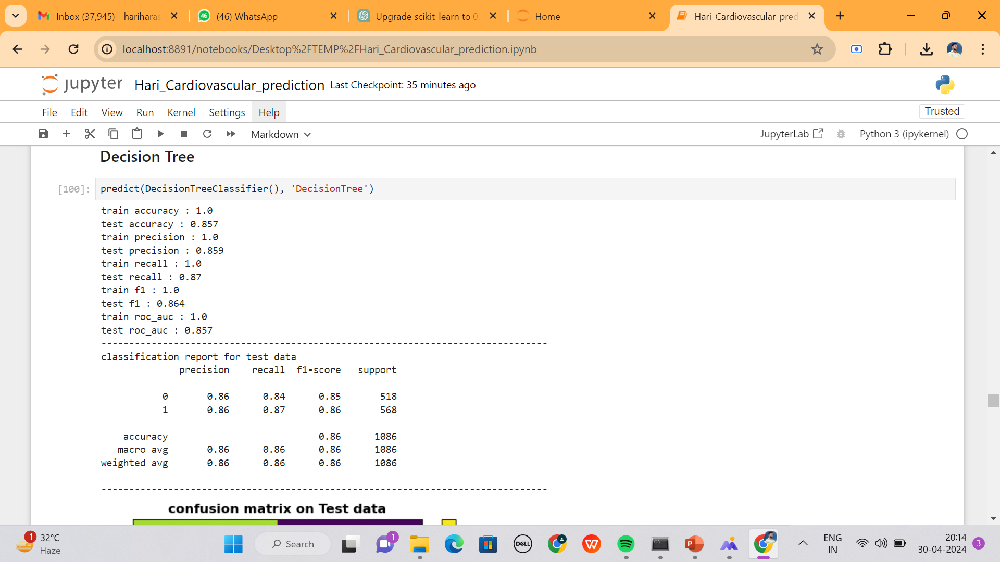 Inbox (37,945) - hariharas
46 (46) WhatsApp
Upgrade scikit-learn to 0.
Home
Hari_Cardiovascular_pred
localhost:8891/notebooks/Desktop%2FTEMP%2FHari_Cardiovascular_prediction.ipynb
jupyter Hari_Cardiovascular_prediction Last Checkpoint: 35 minutes ago
File Edit View Run Kernel Settings Help Trusted
Markdown JupyterLab Python 3 (ipykernel)
Decision Tree
[100]: predict(DecisionTreeClassifier(), 'DecisionTree')
train accuracy : 1.0
test accuracy : 0.857
train precision : 1.0
test precision : 0.859
train recall : 1.0
test recall : 0.87
train f1 : 1.0
test f1 : 0.864
train roc_auc : 1.0
test roc_auc : 0.857
--------------------------------------------------------------------------------
classification report for test data
precision recall f1-score support
0 0.86 0.84 0.85 518
1 0.86 0.87 0.86 568
accuracy 0.86 1086
macro avg 0.86 0.86 0.86 1086
weighted avg 0.86 0.86 0.86 1086
--------------------------------------------------------------------------------
confusion matrix on Test data
1 32°C
Haze
Search
1
DELL
W
C:\
P
ENG
IN
20:14
30-04-2024
3